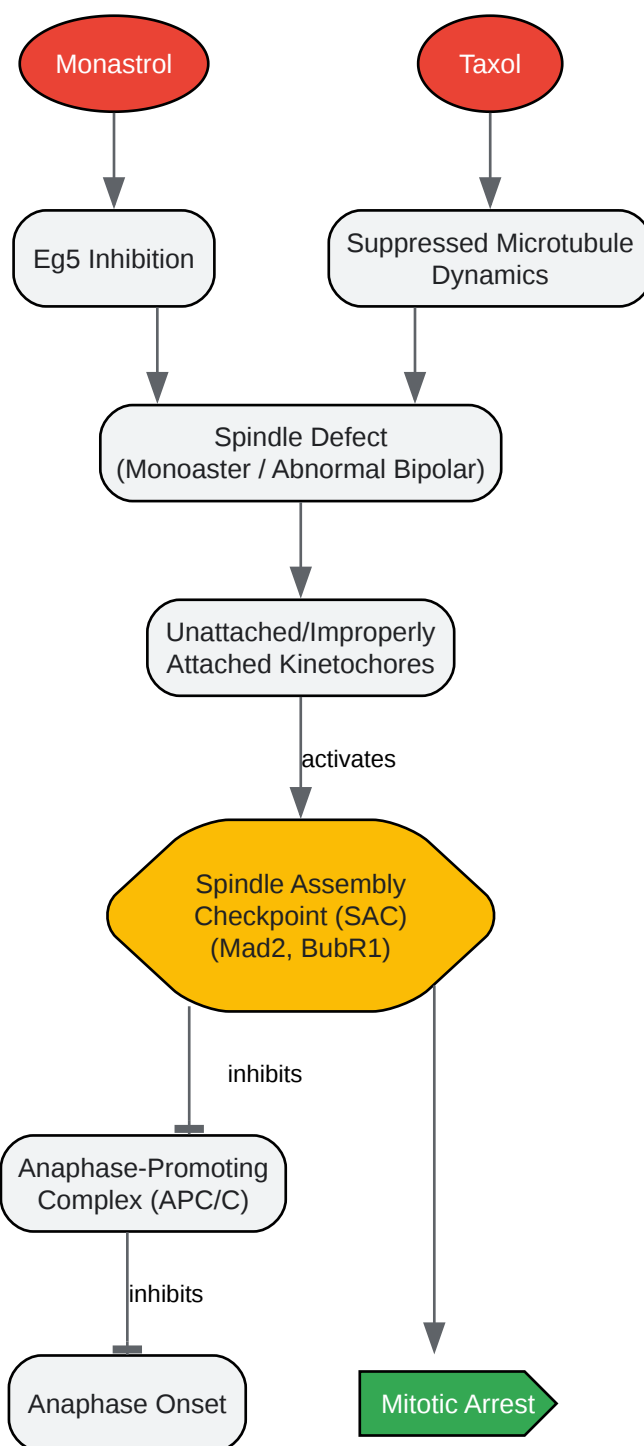 Monastrol
Taxol
Eg5 Inhibition
Suppressed Microtubule
Dynamics
Spindle Defect
(Monoaster / Abnormal Bipolar)
Unattached/Improperly
Attached Kinetochores
activates
Spindle Assembly
Checkpoint (SAC)
(Mad2, BubR1)
inhibits
Anaphase-Promoting
Complex (APC/C)
inhibits
Anaphase Onset
Mitotic Arrest